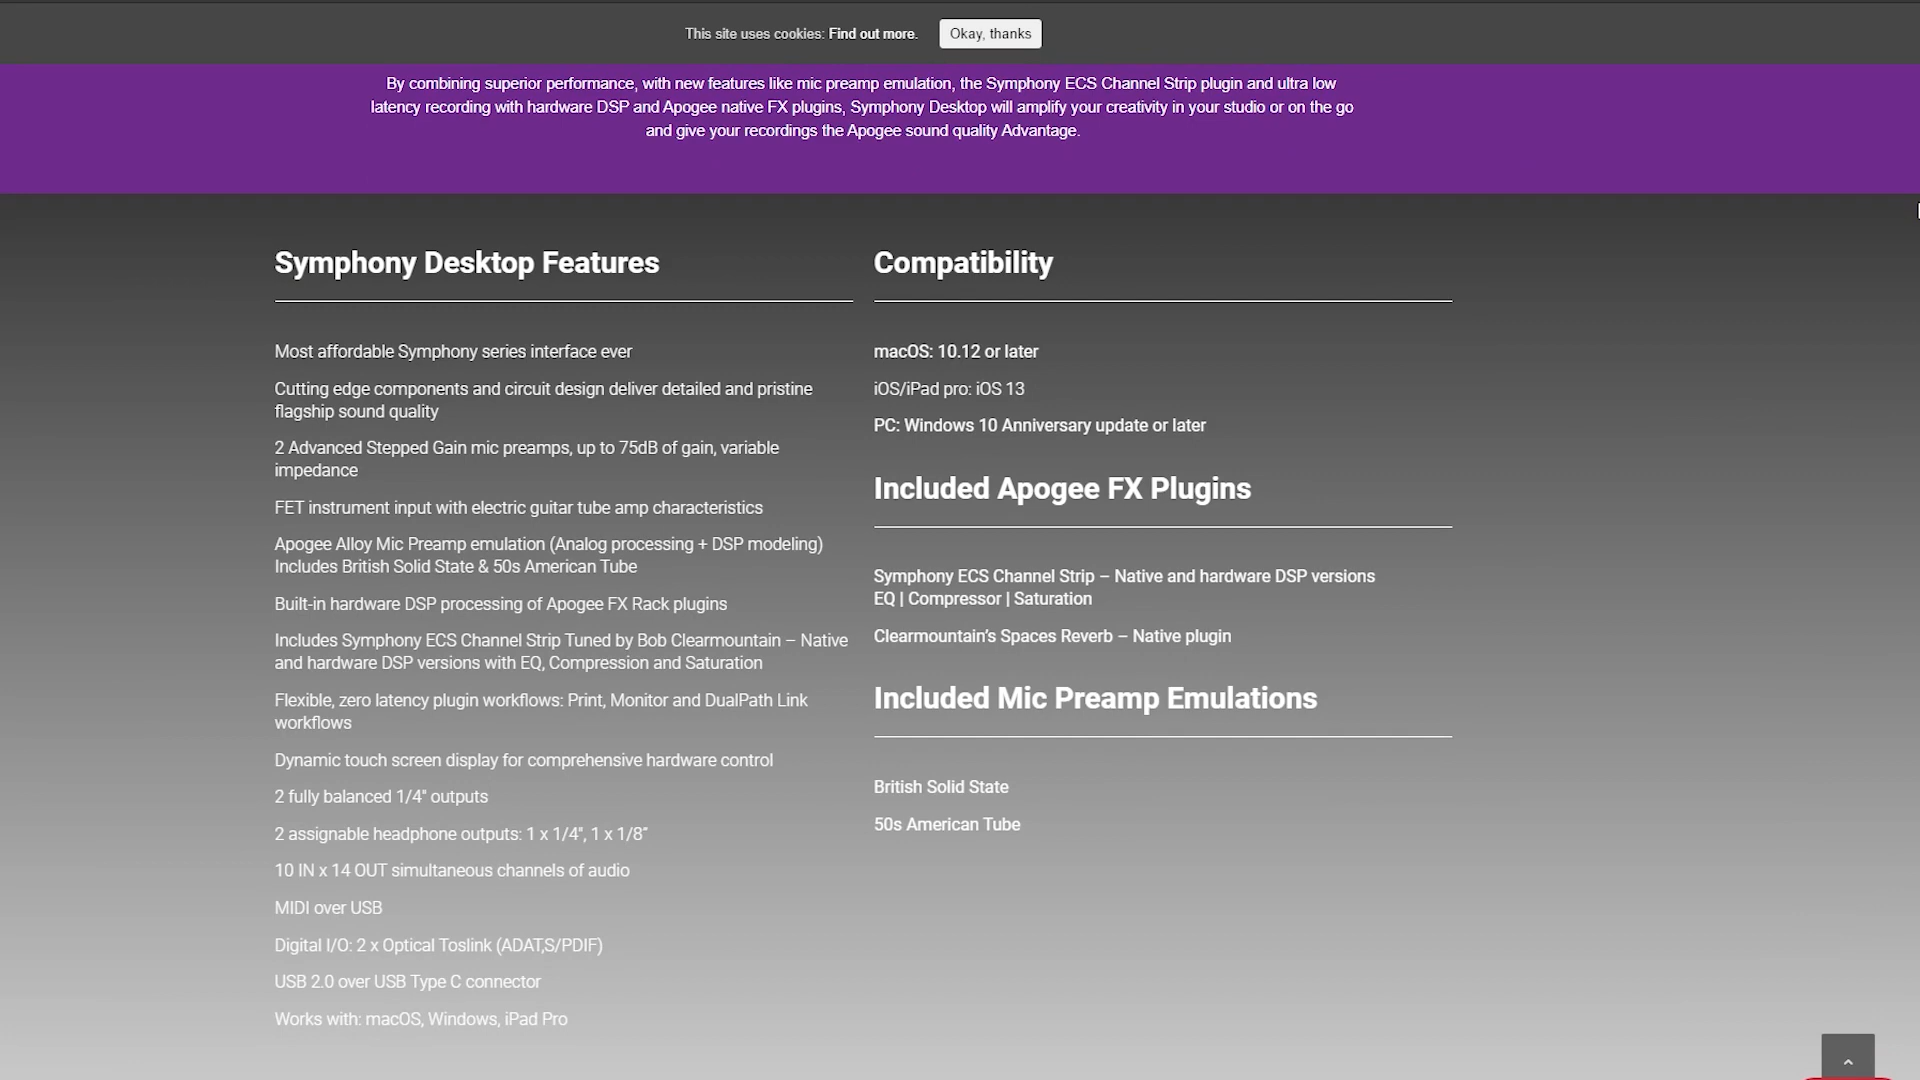 This site uses cookies: Find out more.
Okay, thanks
By combining superior performance, with new features like mic preamp emulation, the Symphony ECS Channel Strip plugin and ultra low
latency recording with hardware DSP and Apogee native FX plugins, Symphony Desktop will amplify your creativity in your studio or on the go
and give your recordings the Apogee sound quality Advantage.
Symphony Desktop Features
Most affordable Symphony series interface ever
Cutting edge components and circuit design deliver detailed and pristine
flagship sound quality
2 Advanced Stepped Gain mic preamps, up to 75dB of gain, variable
impedance
FET instrument input with electric guitar tube amp characteristics
Apogee Alloy Mic Preamp emulation (Analog processing + DSP modeling)
Includes British Solid State & 50s American Tube
Built-in hardware DSP processing of Apogee FX Rack plugins
Includes Symphony ECS Channel Strip Tuned by Bob Clearmountain – Native
and hardware DSP versions with EQ, Compression and Saturation
Flexible, zero latency plugin workflows: Print, Monitor and DualPath Link
workflows
Dynamic touch screen display for comprehensive hardware control
2 fully balanced 1/4" outputs
2 assignable headphone outputs: 1 x 1/4", 1 x 1/8”
10 IN x 14 OUT simultaneous channels of audio
MIDI over USB
Digital I/O: 2 x Optical Toslink (ADAT,S/PDIF)
USB 2.0 over USB Type C connector
Works with: macOS, Windows, iPad Pro
Compatibility
macOS: 10.12 or later
iOS/iPad pro: iOS 13
PC: Windows 10 Anniversary update or later
Included Apogee FX Plugins
Symphony ECS Channel Strip – Native and hardware DSP versions
EQ | Compressor | Saturation
Clearmountain’s Spaces Reverb – Native plugin
Included Mic Preamp Emulations
British Solid State
50s American Tube